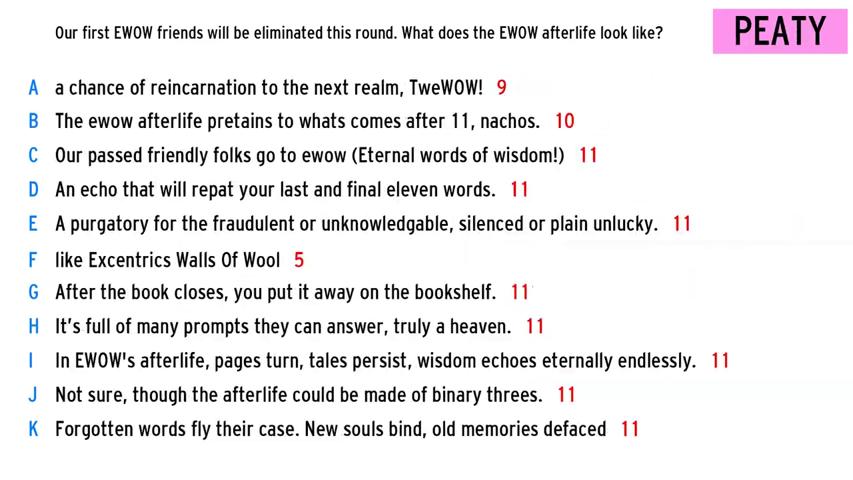 Our first EWOW friends will be eliminated this round. What does the EWOW afterlife look like?
PEATY
A a chance of reincarnation to the next realm, TweWOW! 9
B The ewow afterlife pretains to whats comes after 11, nachos. 10
C Our passed friendly folks go to ewow (Eternal words of wisdom!) 11
D An echo that will repat your last and final eleven words. 11
E A purgatory for the fraudulent or unknowledgable, silenced or plain unlucky. 11
F like Excentrics Walls Of Wool 5
G After the book closes, you put it away on the bookshelf. 11
H It's full of many prompts they can answer, truly a heaven. 11
I In EWOW's afterlife, pages turn, tales persist, wisdom echoes eternally endlessly. 11
J Not sure, though the afterlife could be made of binary threes. 11
K Forgotten words fly their case. New souls bind, old memories defaced 11